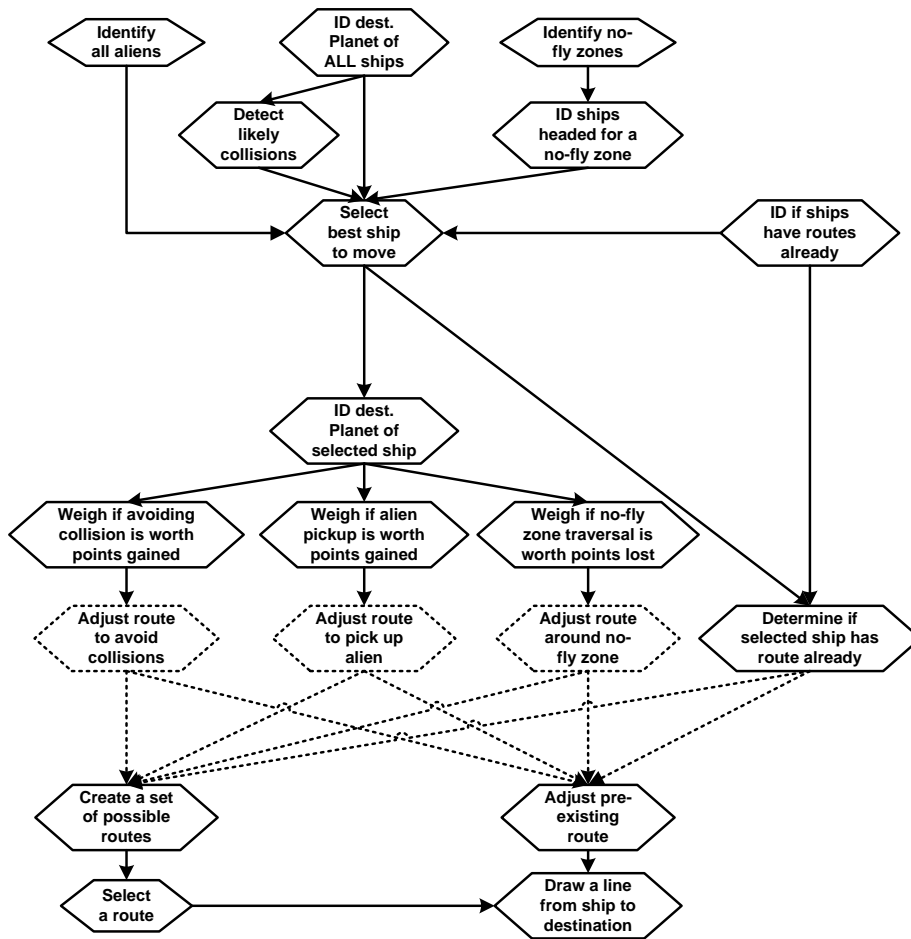 Identify
all aliens
ID dest.
Planet of
ALL ships
Identify no-
fly zones
Detect
likely
collisions
ID ships
headed for a
no-fly zone
Select
best ship
to move
ID if ships
have routes
already
ID dest.
Planet of
selected ship
Weigh if avoiding
collision is worth
points gained
Weigh if alien
pickup is worth
points gained
Weigh if no-fly
zone traversal is
worth points lost
Adjust route
to avoid
collisions
Adjust route
to pick up
alien
Adjust route
around no-
fly zone
Determine if
selected ship has
route already
Create a set
of possible
routes
Adjust pre-
existing
route
Select
a route
Draw a line
from ship to
destination